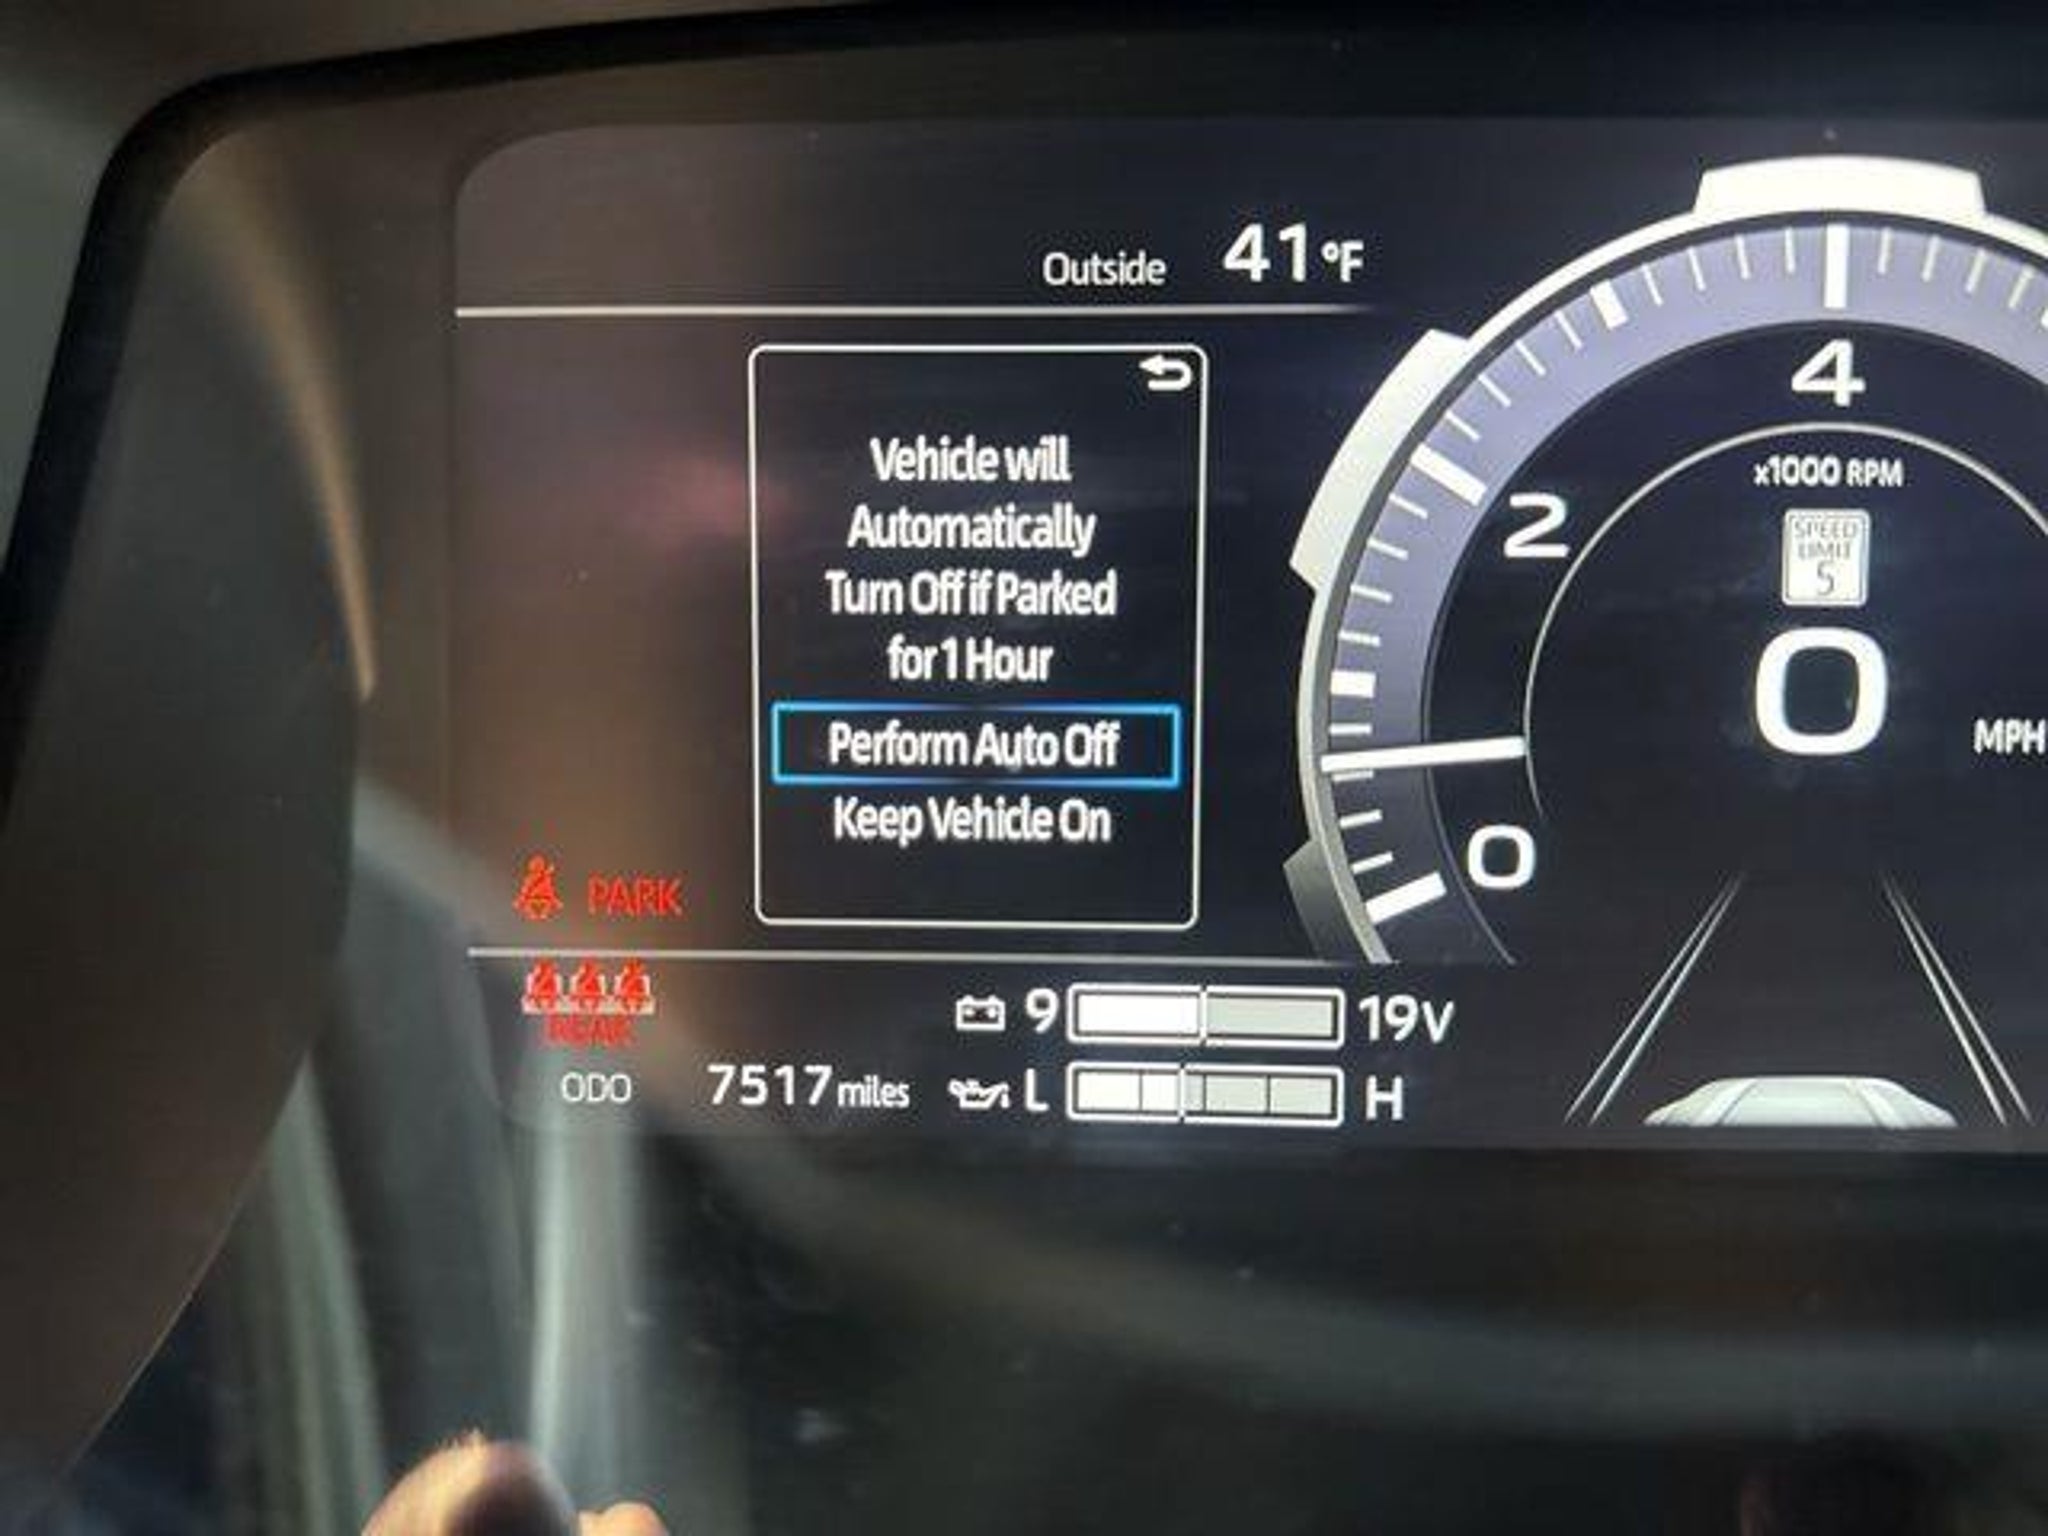 Outside 41°F
Vehicle will
Automatically
Turn Off if Parked
for 1 Hour
Perform Auto Off
Keep Vehicle On
4
x1000 RPM
2
SPEED
LIMIT
5
0
MPH
0
PARK
REAR
9 19V
ODO 7517 miles L H